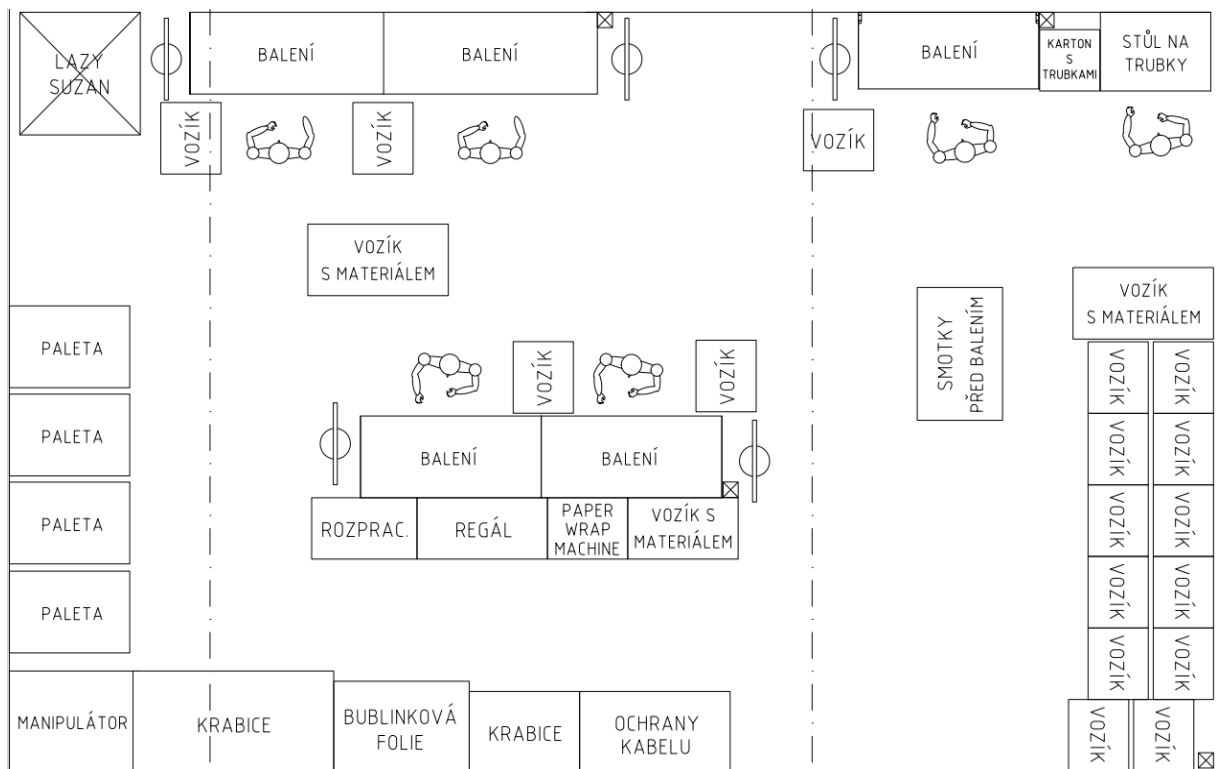 LAZY
SUZAN
BALENÍ
BALENÍ
BALENÍ
KARTON
S
TRUBKAMI
STŮL NA
TRUBKY
VOZÍK
VOZÍK
VOZÍK
VOZÍK
S MATERIÁLEM
VOZÍK
S MATERIÁLEM
SMOTKY
PŘED BALENÍM
PALETA
PALETA
PALETA
PALETA
VOZÍK
VOZÍK
BALENÍ
BALENÍ
ROZPRAC.
REGÁL
PAPER
WRAP
MACHINE
VOZÍK S
MATERIÁLEM
VOZÍK
VOZÍK
VOZÍK
VOZÍK
VOZÍK
VOZÍK
VOZÍK
VOZÍK
VOZÍK
VOZÍK
VOZÍK
VOZÍK
MANIPULÁTOR
KRABICE
BUBLINKOVÁ
FOLIE
KRABICE
OCHRANY
KABELU